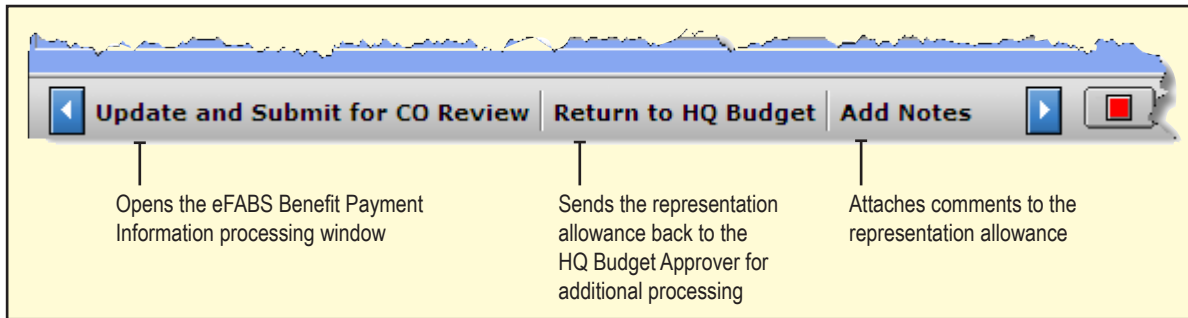 Update and Submit for CO Review Return to HQ Budget Add Notes
Opens the eFABS Benefit Payment
Information processing window
Sends the representation
allowance back to the
HQ Budget Approver for
additional processing
Attaches comments to the
representation allowance